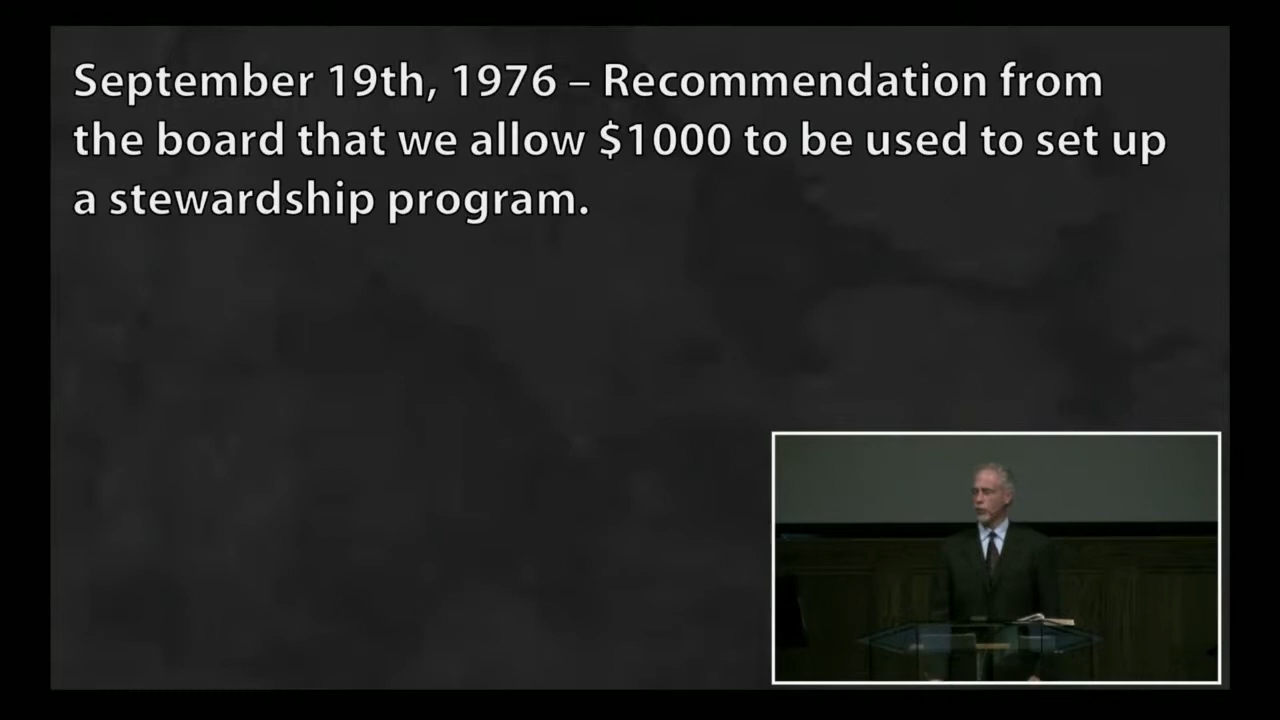 September 19th, 1976 – Recommendation from
the board that we allow $1000 to be used to set up
a stewardship program.